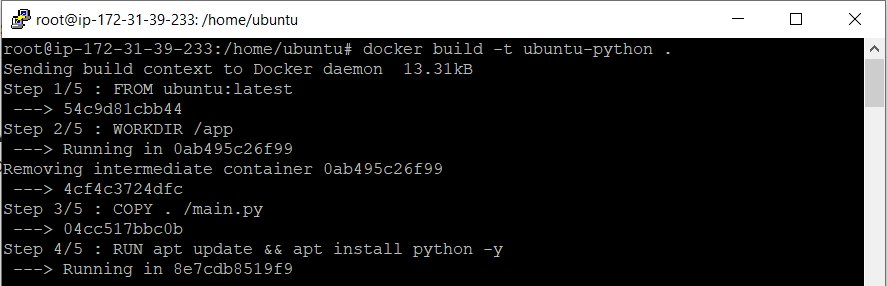 root@ip-172-31-39-233: /home/ubuntu
root@ip-172-31-39-233:/home/ubuntu# docker build -t ubuntu-python .
Sending build context to Docker daemon  13.31kB
Step 1/5 : FROM ubuntu:latest
 ---> 54c9d81cbb44
Step 2/5 : WORKDIR /app
 ---> Running in 0ab495c26f99
Removing intermediate container 0ab495c26f99
 ---> 4cf4c3724dfc
Step 3/5 : COPY . /main.py
 ---> 04cc517bbc0b
Step 4/5 : RUN apt update && apt install python -y
 ---> Running in 8e7cdb8519f9